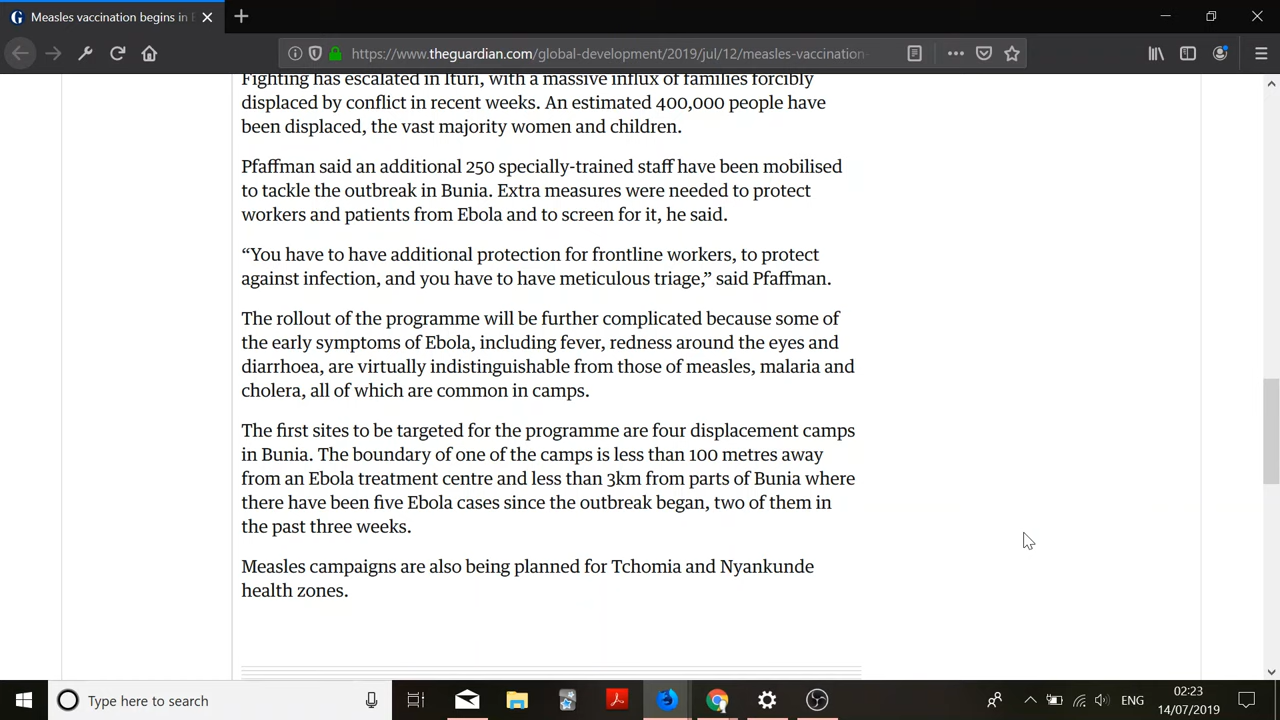 Measles vaccination begins in E
https://www.theguardian.com/global-development/2019/jul/12/measles-vaccination-
Fighting has escalated in Ituri, with a massive influx of families forcibly
displaced by conflict in recent weeks. An estimated 400,000 people have
been displaced, the vast majority women and children.
Pfaffman said an additional 250 specially-trained staff have been mobilised
to tackle the outbreak in Bunia. Extra measures were needed to protect
workers and patients from Ebola and to screen for it, he said.
“You have to have additional protection for frontline workers, to protect
against infection, and you have to have meticulous triage,” said Pfaffman.
The rollout of the programme will be further complicated because some of
the early symptoms of Ebola, including fever, redness around the eyes and
diarrhoea, are virtually indistinguishable from those of measles, malaria and
cholera, all of which are common in camps.
The first sites to be targeted for the programme are four displacement camps
in Bunia. The boundary of one of the camps is less than 100 metres away
from an Ebola treatment centre and less than 3km from parts of Bunia where
there have been five Ebola cases since the outbreak began, two of them in
the past three weeks.
Measles campaigns are also being planned for Tchomia and Nyankunde
health zones.
Type here to search
ENG
02:23
14/07/2019